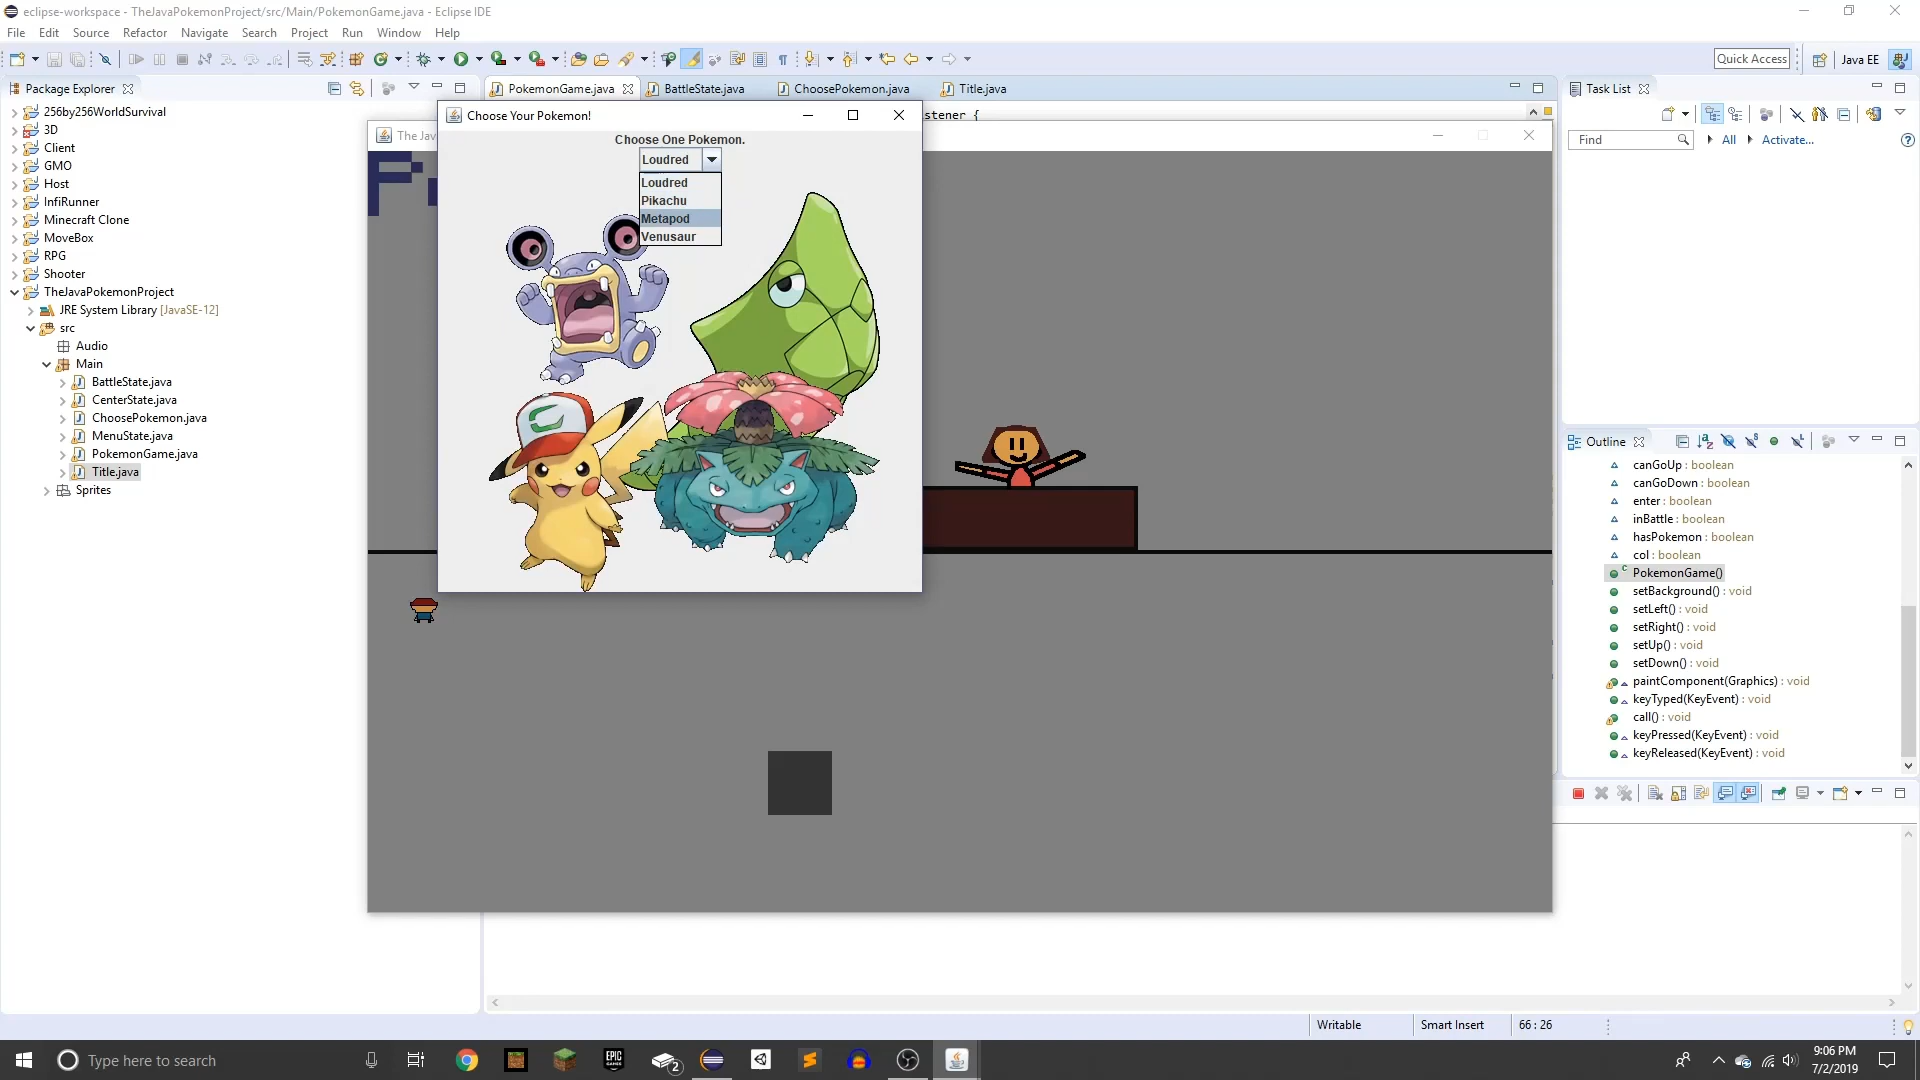 eclipse-workspace - TheJavaPokemonProject/src/Main/PokemonGame.java - Eclipse IDE
File Edit Source Refactor Navigate Search Project Run Window Help
Quick Access
Java EE
Package Explorer
256by256WorldSurvival
3D
Client
GMO
Host
InfiRunner
Minecraft Clone
MoveBox
RPG
Shooter
TheJavaPokemonProject
JRE System Library [JavaSE-12]
src
Audio
Main
BattleState.java
CenterState.java
ChoosePokemon.java
MenuState.java
PokemonGame.java
Title.java
Sprites
PokemonGame.java
BattleState.java
ChoosePokemon.java
Title.java
stener {
The Jav
Choose Your Pokemon!
Choose One Pokemon.
Loudred
Loudred
Pikachu
Metapod
Venusaur
Task List
Find
All
Activate...
Outline
canGoUp : boolean
canGoDown : boolean
enter : boolean
inBattle : boolean
hasPokemon : boolean
col : boolean
PokemonGame()
setBackground() : void
setLeft() : void
setRight() : void
setUp() : void
setDown() : void
paintComponent(Graphics) : void
keyTyped(KeyEvent) : void
call() : void
keyPressed(KeyEvent) : void
keyReleased(KeyEvent) : void
Writable
Smart Insert
66 : 26
Type here to search
EPIC GAMES
2
9:06 PM
7/2/2019